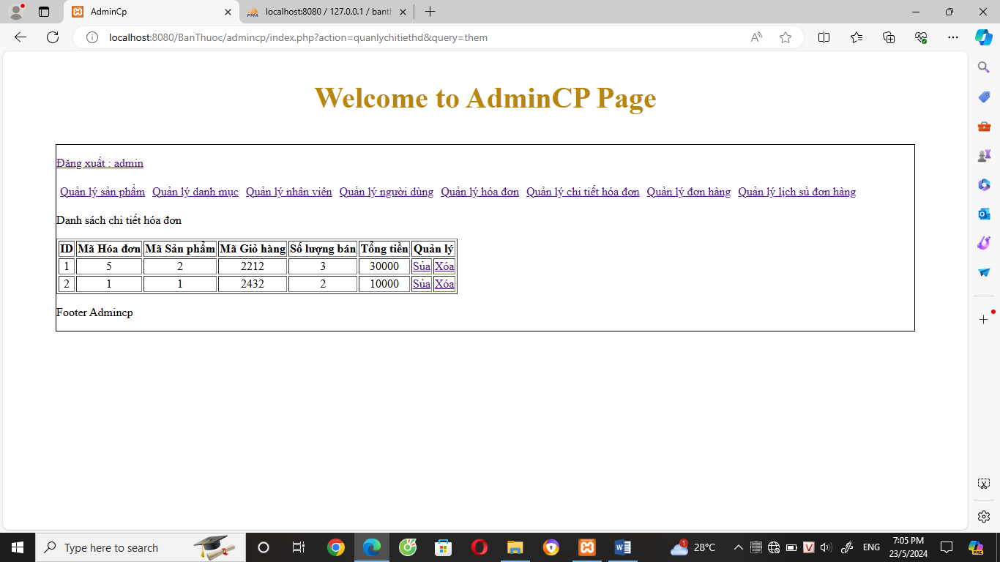 AdminCp
localhost:8080 / 127.0.0.1 / banth
localhost:8080/BanThuoc/admincp/index.php?action=quanlychitiethd&query=them
Welcome to AdminCP Page
Đăng xuất : admin
Quản lý sản phẩm Quản lý danh mục Quản lý nhân viên Quản lý người dùng Quản lý hóa đơn Quản lý chi tiết hóa đơn Quản lý đơn hàng Quản lý lịch sủ đơn hàng
Danh sách chi tiết hóa đơn
ID Mã Hóa đơn Mã Sản phẩm Mã Giỏ hàng Số lượng bán Tổng tiền Quản lý
1 5 2 2212 3 30000 Sủa Xóa
2 1 1 2432 2 10000 Sủa Xóa
Footer Admincp
Type here to search
1 28°C
ENG
7:05 PM
23/5/2024